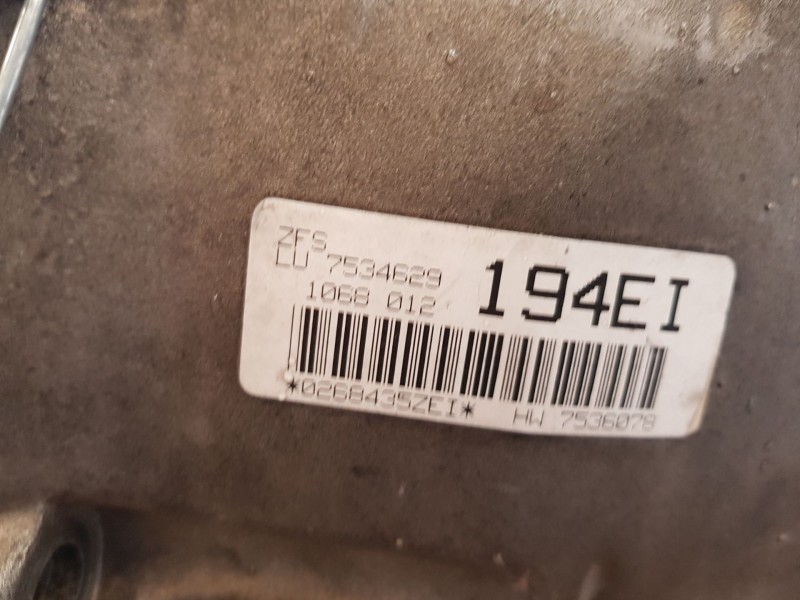 ZFS
LU 7534629
194EI
1068 012
*0268435ZEI* HW 7536078